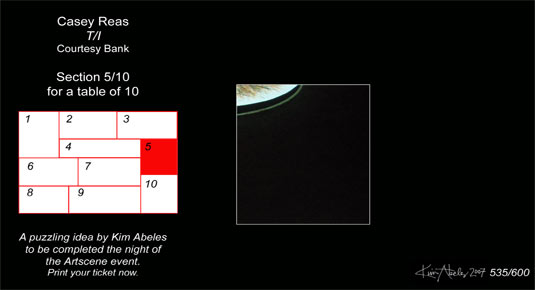 Casey Reas
T/I
Courtesy Bank
Section 5/10
for a table of 10
1
2
3
4
5
6
7
8
9
10
A puzzling idea by Kim Abeles
to be completed the night of
the Artscene event.
Print your ticket now.
Kim Abeles 2007 535/600